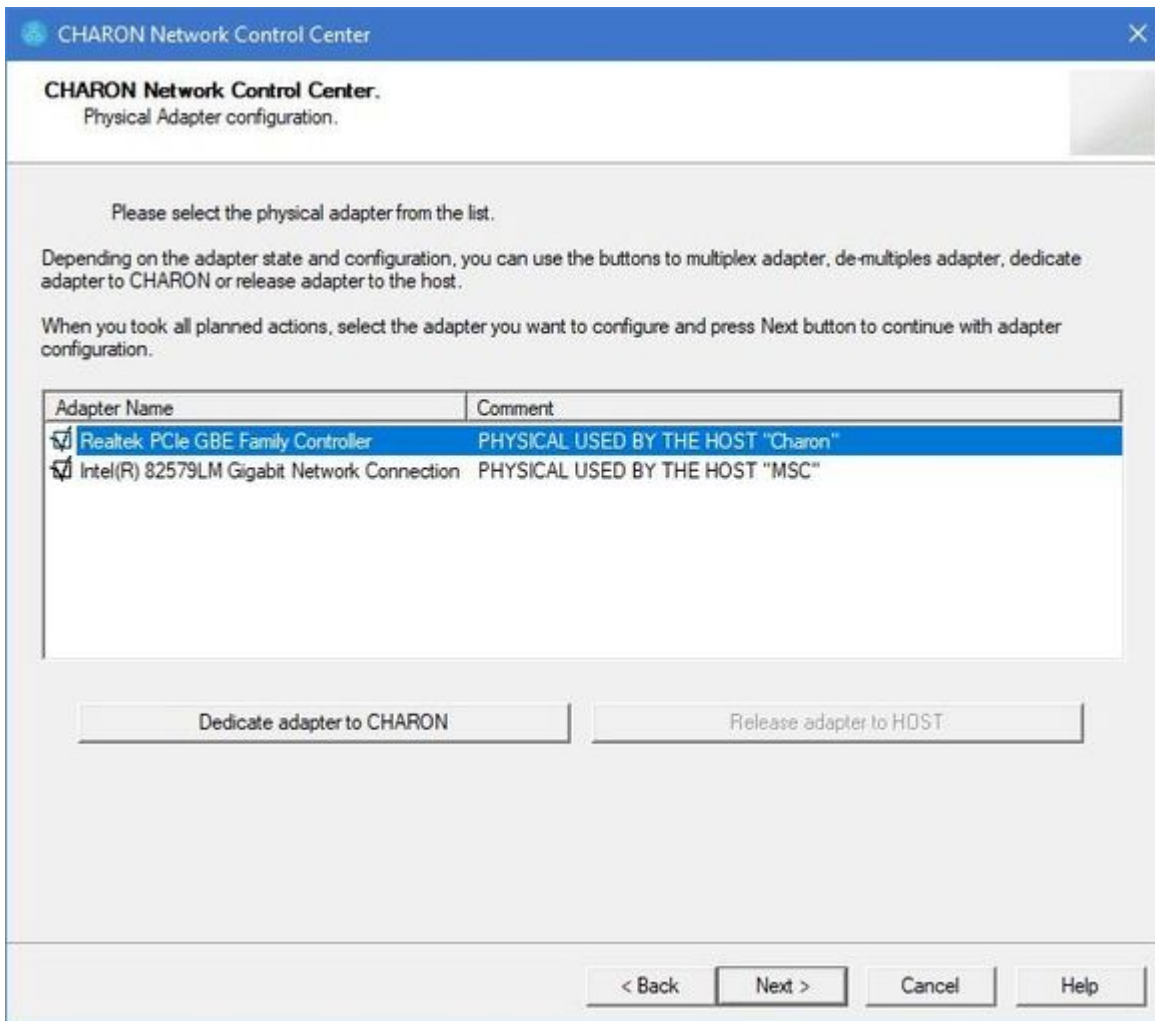 CHARON Network Control Center
CHARON Network Control Center.
Physical Adapter configuration.
Please select the physical adapter from the list.
Depending on the adapter state and configuration, you can use the buttons to multiplex adapter, de-multiples adapter, dedicate
adapter to CHARON or release adapter to the host.
When you took all planned actions, select the adapter you want to configure and press Next button to continue with adapter
configuration.
Adapter Name Comment
Realtek PCIe GBE Family Controller PHYSICAL USED BY THE HOST "Charon"
Intel(R) 82579LM Gigabit Network Connection PHYSICAL USED BY THE HOST "MSC"
Dedicate adapter to CHARON Release adapter to HOST
< Back Next > Cancel Help